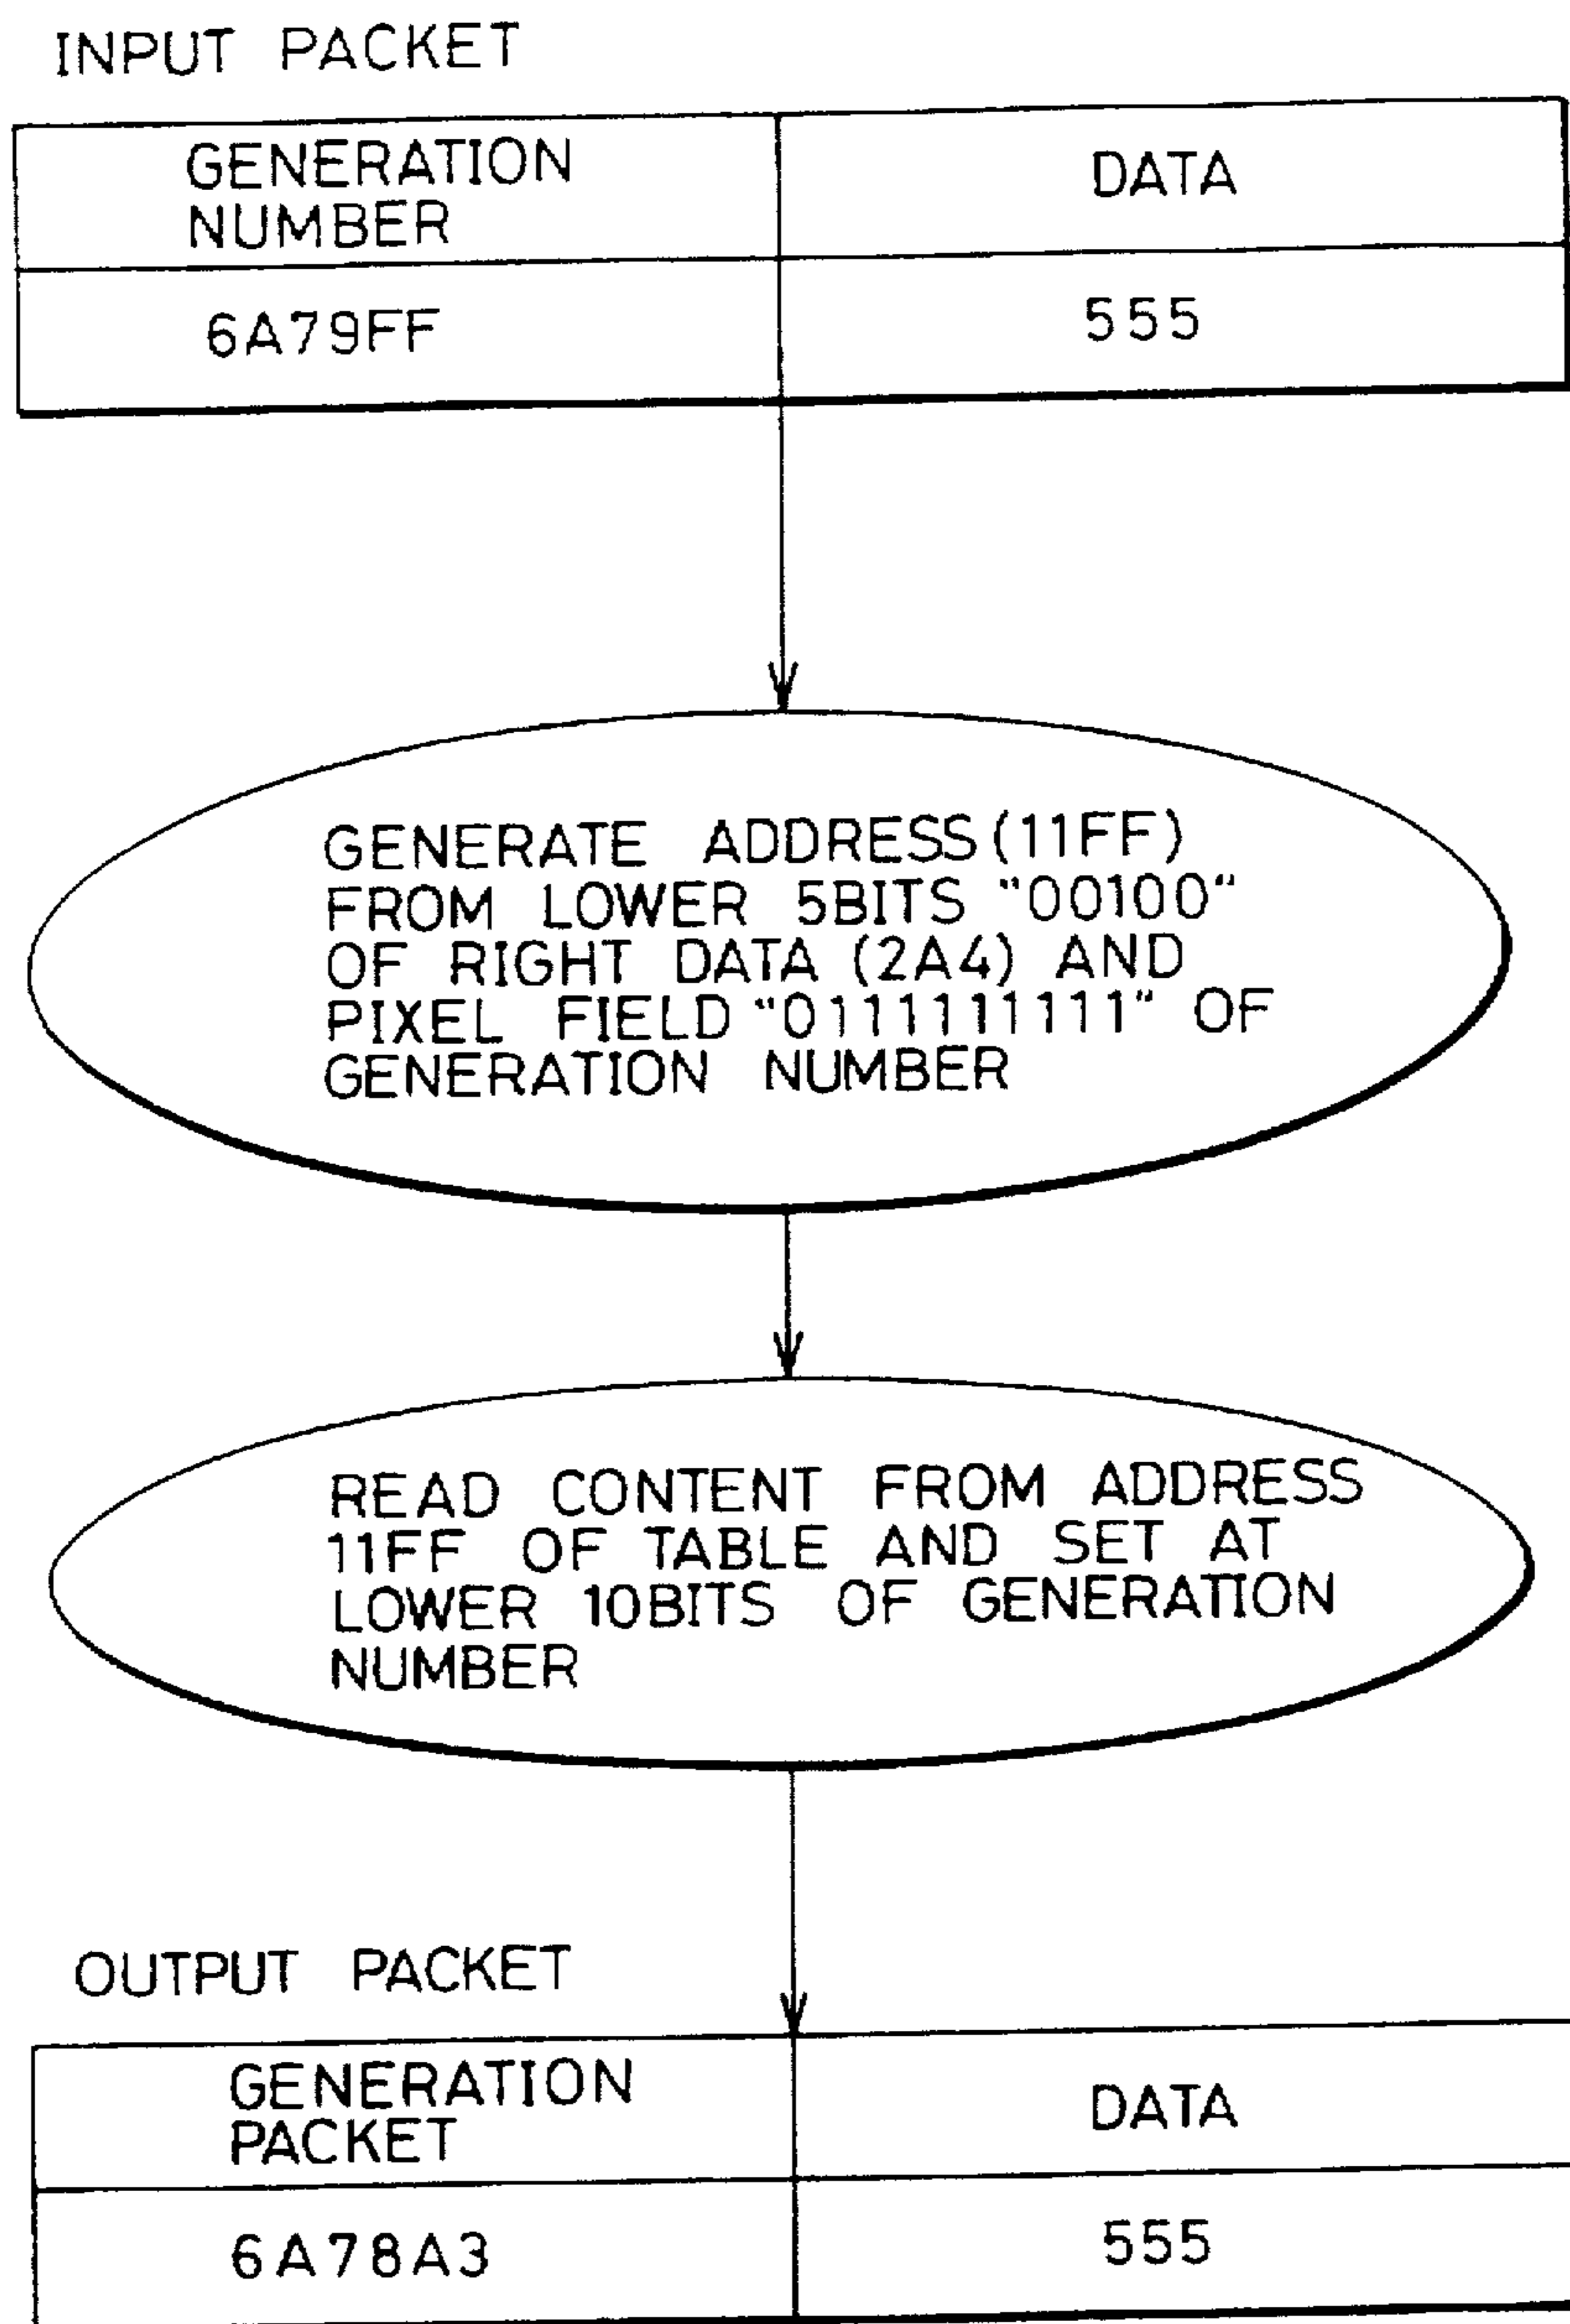 INPUT PACKET
GENERATION
NUMBER
DATA
6A79FF
555
GENERATE ADDRESS (11FF)
FROM LOWER 5BITS "00100"
OF RIGHT DATA (2A4) AND
PIXEL FIELD "0111111111" OF
GENERATION NUMBER
READ CONTENT FROM ADDRESS
11FF OF TABLE AND SET AT
LOWER 10BITS OF GENERATION
NUMBER
OUTPUT PACKET
GENERATION
PACKET
DATA
6A78A3
555